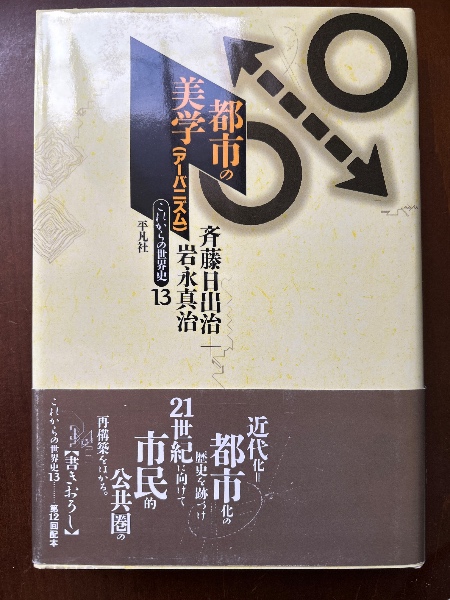 都市の
美学
(アーバニズム)
これからの世界史
13
平凡社
斉藤日出治
岩永真治
近代化=
都市化の
歴史を跡づけ
21世紀に向けて
市民的
公共圏の
再構築をはかる。
【書きおろし】
これからの世界史13……第12回配本